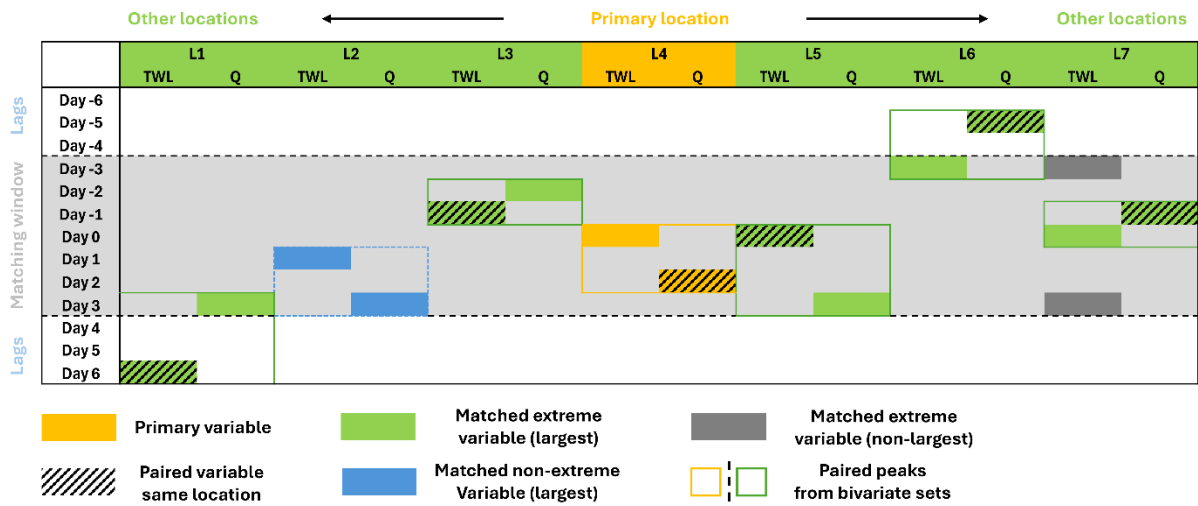 Other locations Primary location Other locations
L1 L2 L3 L4 L5 L6 L7
TWL Q TWL Q TWL Q TWL Q TWL Q TWL Q TWL Q
Lags
Day -6
Day -5
Day -4
Matching window
Day -3
Day -2
Day -1
Day 0
Day 1
Day 2
Day 3
Lags
Day 4
Day 5
Day 6
Primary variable
Matched extreme
variable (largest)
Matched extreme
variable (non-largest)
Paired variable
same location
Matched non-extreme
Variable (largest)
Paired peaks
from bivariate sets